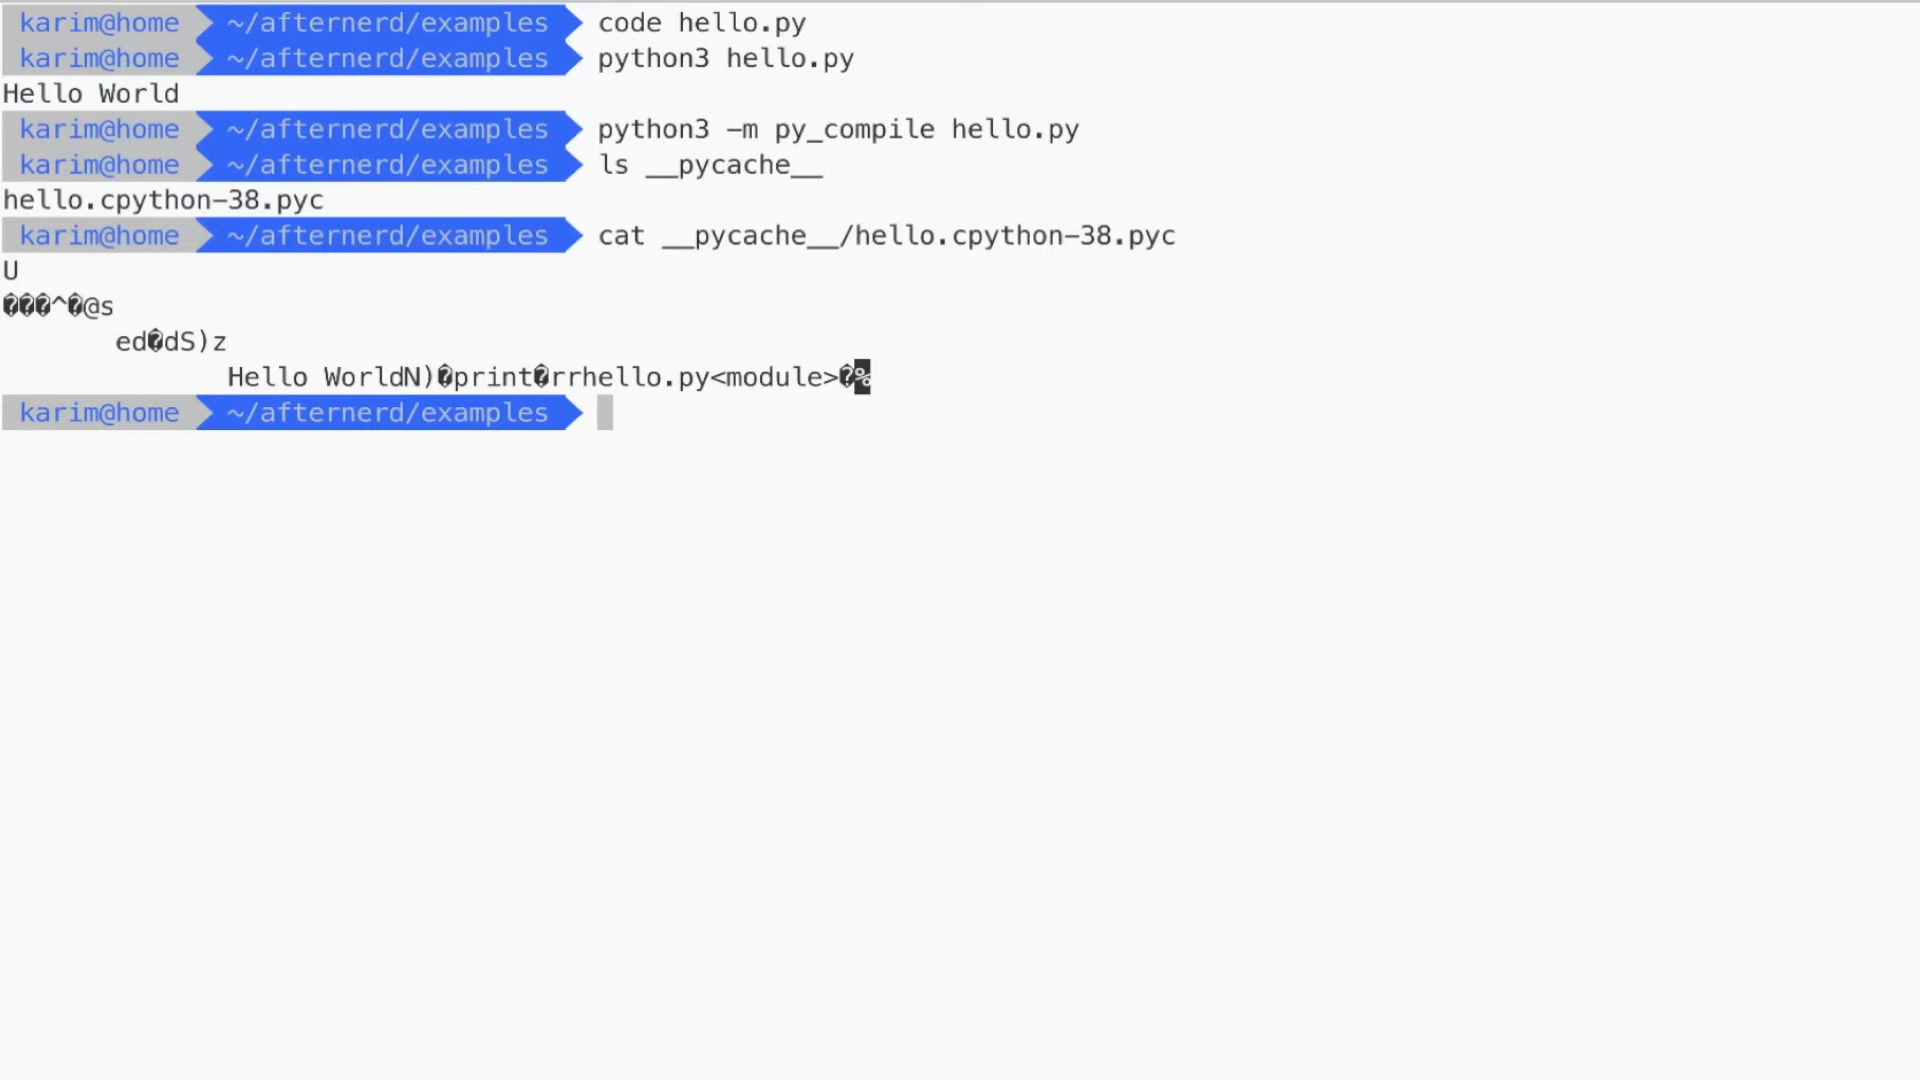 karim@home ~/afternerd/examples code hello.py
karim@home ~/afternerd/examples python3 hello.py
Hello World
karim@home ~/afternerd/examples python3 -m py_compile hello.py
karim@home ~/afternerd/examples ls __pycache__
hello.cpython-38.pyc
karim@home ~/afternerd/examples cat __pycache__/hello.cpython-38.pyc
U
���^�@s
ed�dS)z
Hello WorldN)�print�rrhello.py<module>�%
karim@home ~/afternerd/examples